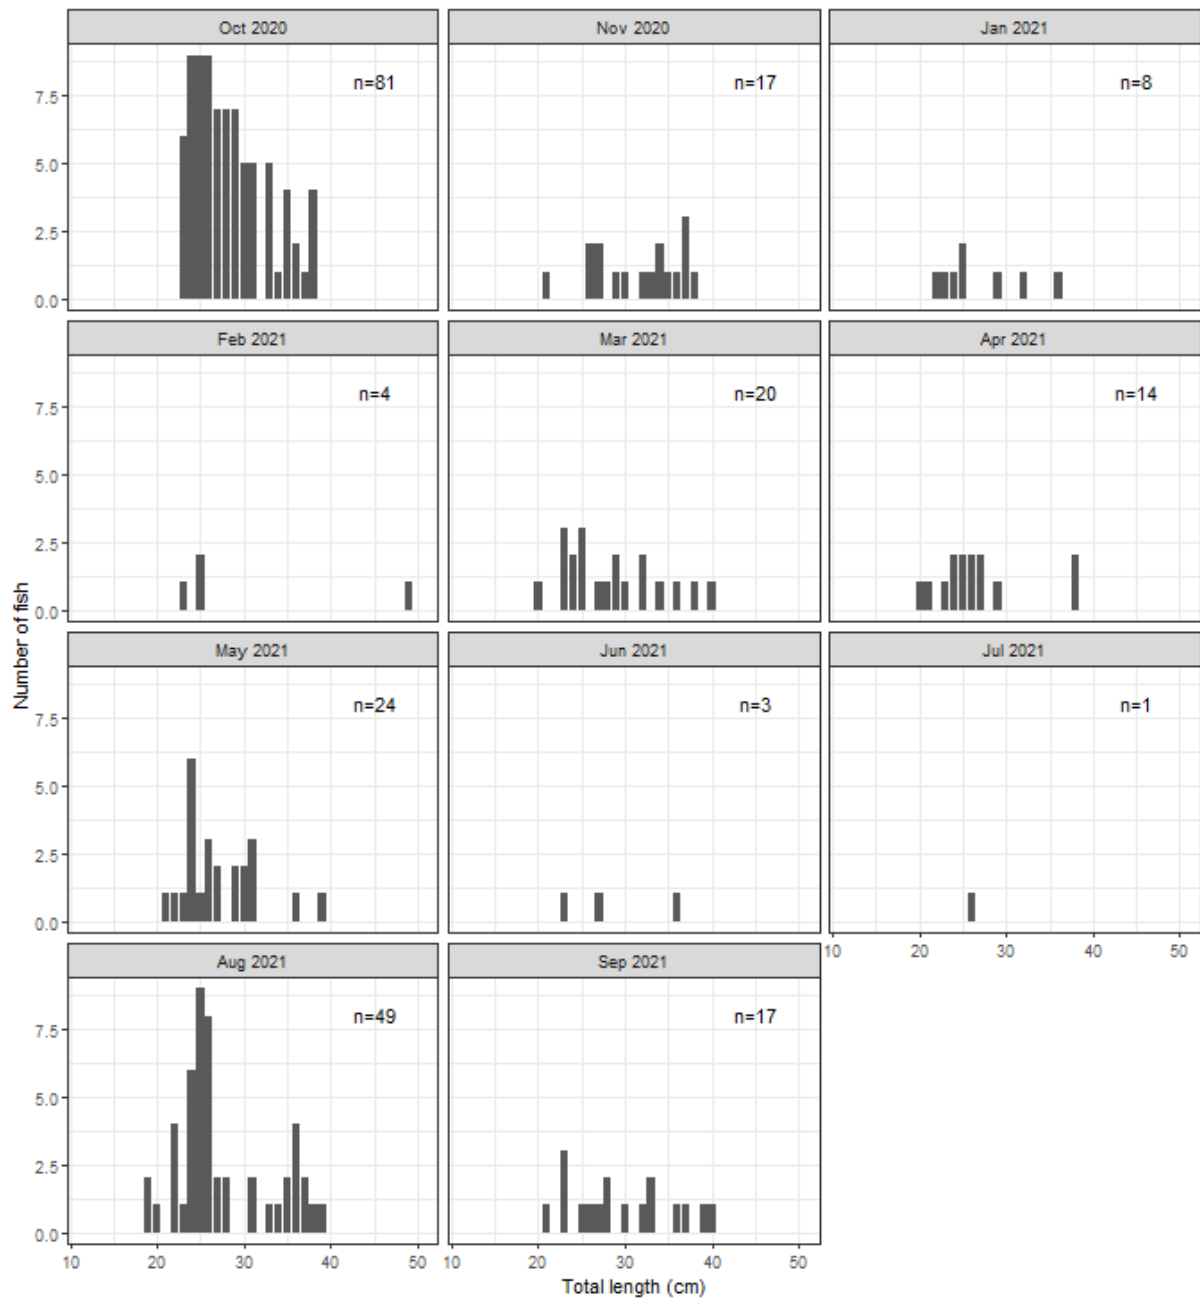 Oct 2020 Nov 2020 Jan 2021
n=81 n=17 n=8
7.5
5.0
2.5
0.0
Feb 2021 Mar 2021 Apr 2021
n=4 n=20 n=14
7.5
5.0
2.5
0.0
Number of fish
May 2021 Jun 2021 Jul 2021
n=24 n=3 n=1
7.5
5.0
2.5
0.0
10 20 30 40 50
Aug 2021 Sep 2021
n=49 n=17
7.5
5.0
2.5
0.0
10 20 30 40 50 10 20 30 40 50
Total length (cm)